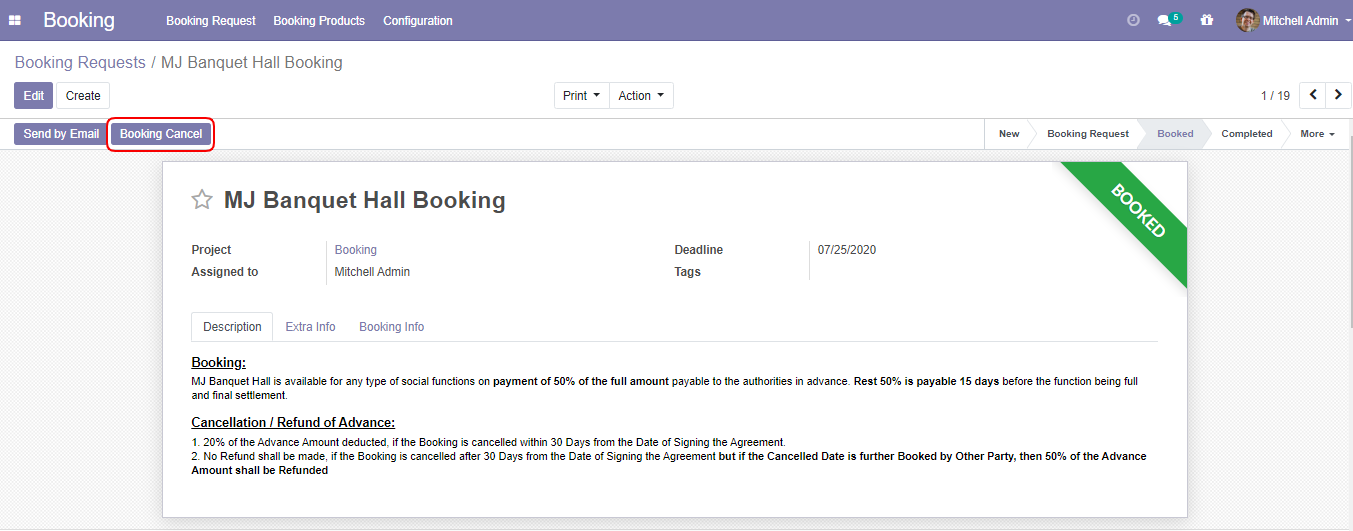 Booking Booking Request Booking Products Configuration 5 Mitchell Admin
Booking Requests / MJ Banquet Hall Booking
Edit Create Print Action 1 / 19
Send by Email Booking Cancel New Booking Request Booked Completed More
BOOKED
MJ Banquet Hall Booking
Project Booking Deadline 07/25/2020
Assigned to Mitchell Admin Tags
Description Extra Info Booking Info
Booking:
MJ Banquet Hall is available for any type of social functions on payment of 50% of the full amount payable to the authorities in advance. Rest 50% is payable 15 days before the function being full
and final settlement.
Cancellation / Refund of Advance:
1. 20% of the Advance Amount deducted, if the Booking is cancelled within 30 Days from the Date of Signing the Agreement.
2. No Refund shall be made, if the Booking is cancelled after 30 Days from the Date of Signing the Agreement but if the Cancelled Date is further Booked by Other Party, then 50% of the Advance
Amount shall be Refunded